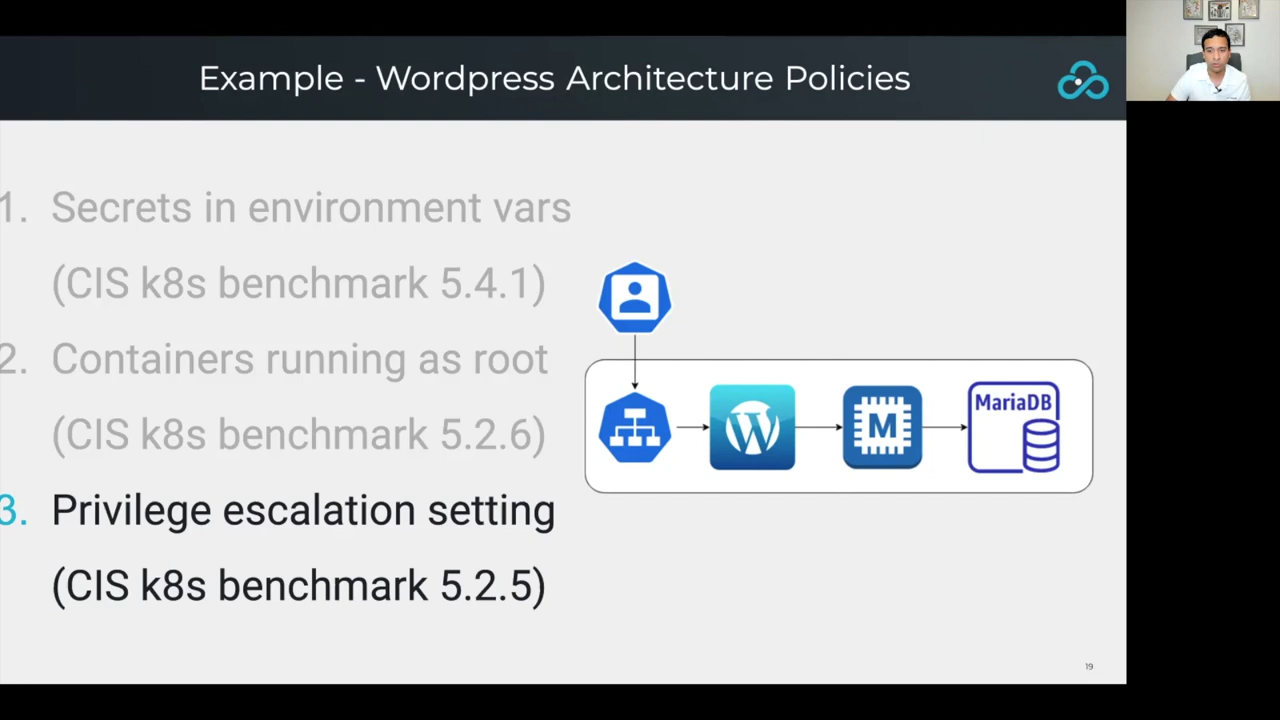 Example - Wordpress Architecture Policies
1. Secrets in environment vars
(CIS k8s benchmark 5.4.1)
2. Containers running as root
(CIS k8s benchmark 5.2.6)
3. Privilege escalation setting
(CIS k8s benchmark 5.2.5)
W
M
MariaDB
19